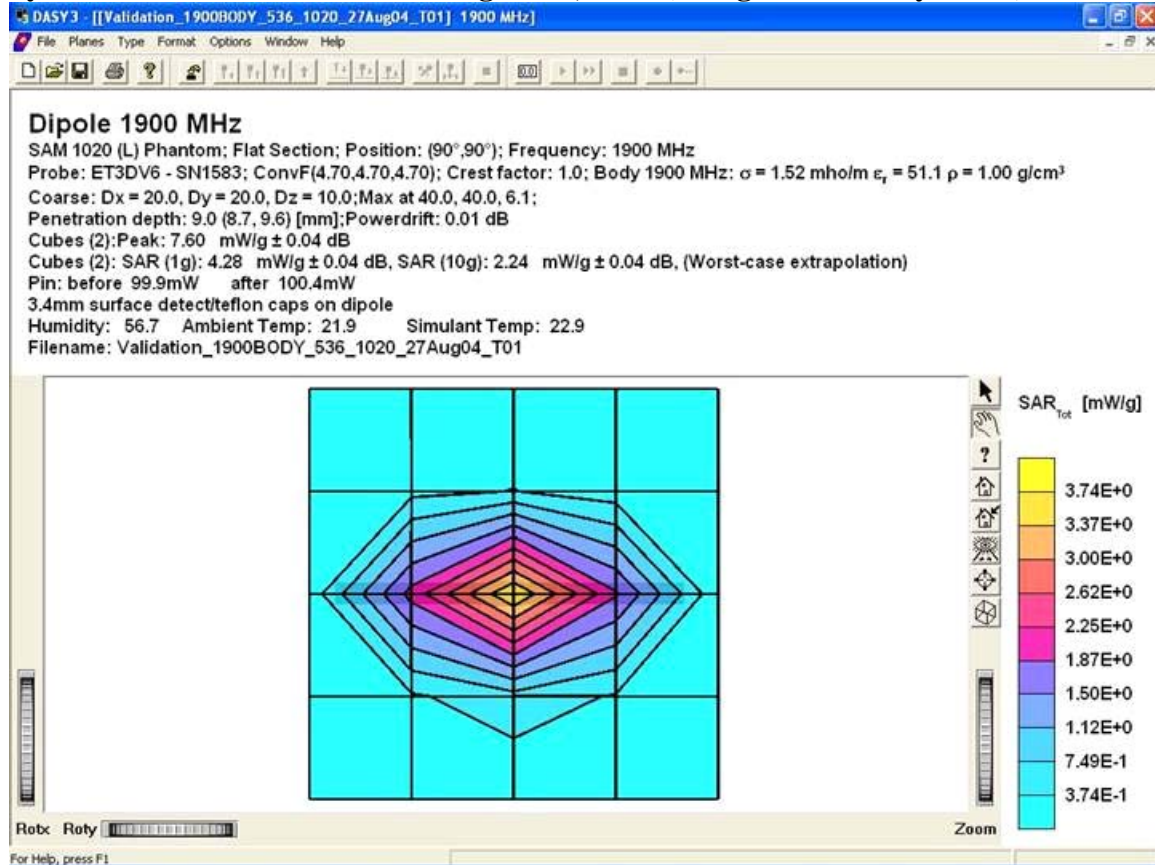 DASY3 - [[Validation_1900BODY_536_1020_27Aug04_T01] 1900 MHz]
File Planes Type Format Options Window Help
Dipole 1900 MHz
SAM 1020 (L) Phantom; Flat Section; Position: (90°,90°); Frequency: 1900 MHz
Probe: ET3DV6 - SN1583; ConvF(4.70,4.70,4.70); Crest factor: 1.0; Body 1900 MHz: σ = 1.52 mho/m εr = 51.1 ρ = 1.00 g/cm³
Coarse: Dx = 20.0, Dy = 20.0, Dz = 10.0;Max at 40.0, 40.0, 6.1;
Penetration depth: 9.0 (8.7, 9.6) [mm];Powerdrift: 0.01 dB
Cubes (2):Peak: 7.60 mW/g ± 0.04 dB
Cubes (2): SAR (1g): 4.28 mW/g ± 0.04 dB, SAR (10g): 2.24 mW/g ± 0.04 dB, (Worst-case extrapolation)
Pin: before 99.9mW after 100.4mW
3.4mm surface detect/teflon caps on dipole
Humidity: 56.7 Ambient Temp: 21.9 Simulant Temp: 22.9
Filename: Validation_1900BODY_536_1020_27Aug04_T01
SARTot [mW/g]
3.74E+0
3.37E+0
3.00E+0
2.62E+0
2.25E+0
1.87E+0
1.50E+0
1.12E+0
7.49E-1
3.74E-1
Rotx Roty
Zoom
For Help, press F1